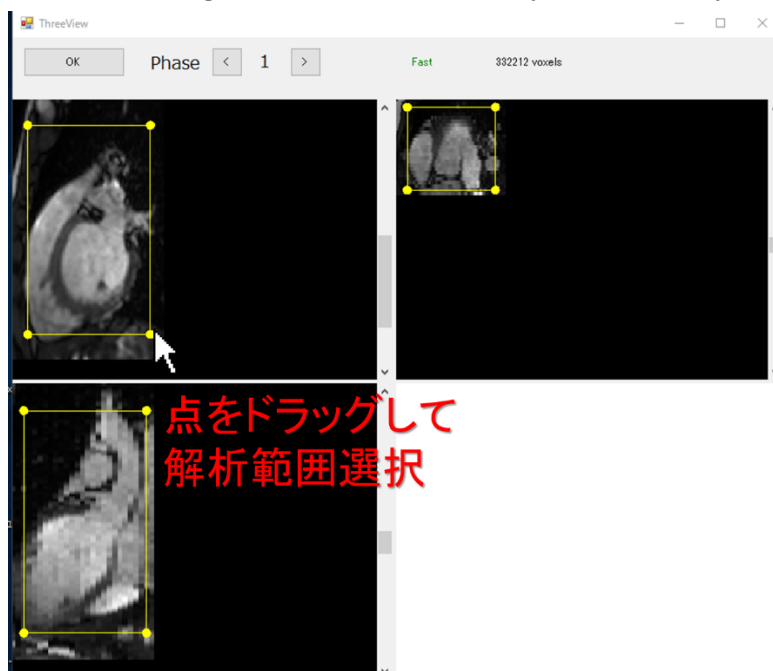 ThreeView
OK
Phase < 1 >
Fast
332212 voxels
点をドラッグして
解析範囲選択